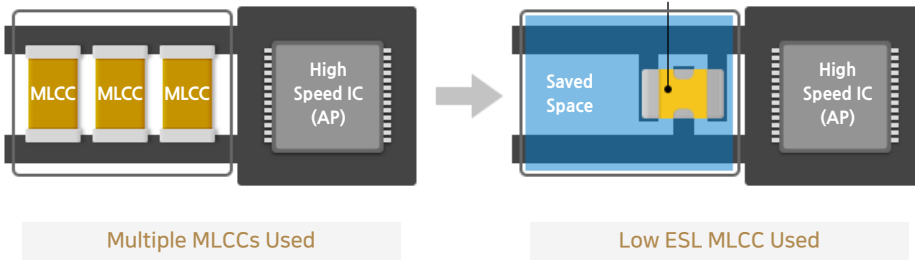 MLCC
MLCC
MLCC
High
Speed IC
(AP)
Saved
Space
High
Speed IC
(AP)
Multiple MLCCs Used
Low ESL MLCC Used